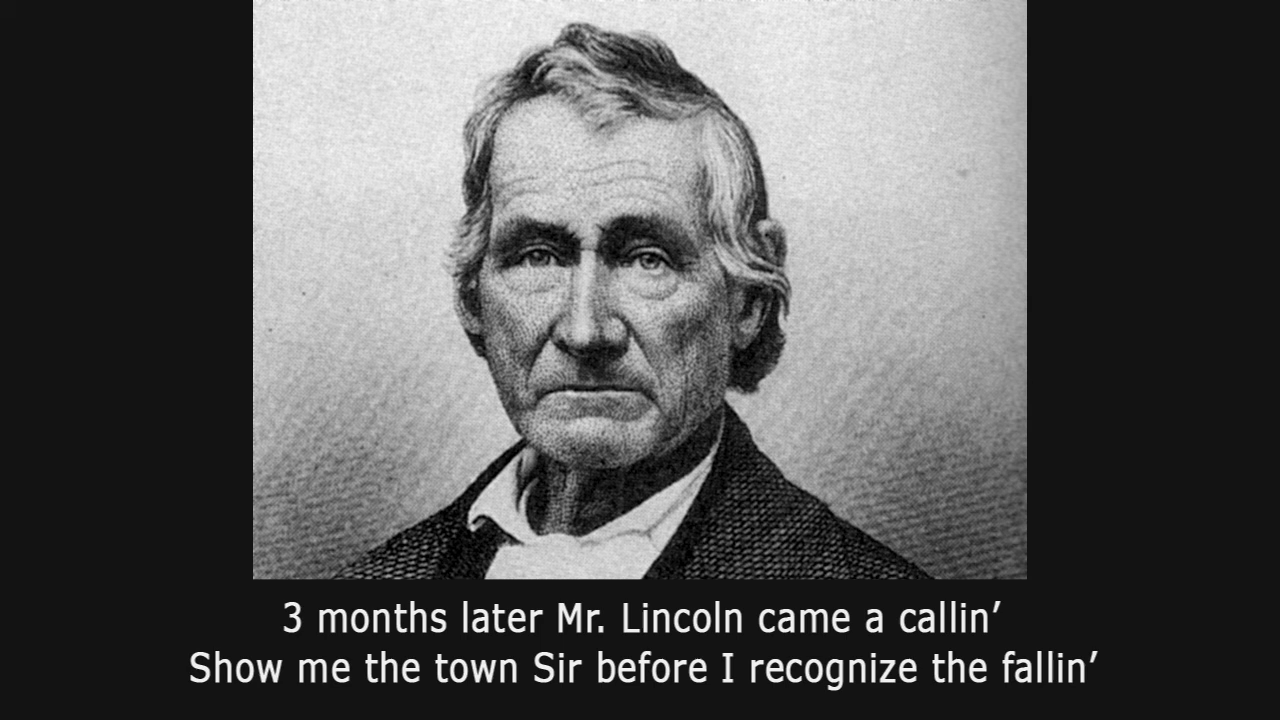 3 months later Mr. Lincoln came a callin’
Show me the town Sir before I recognize the fallin’